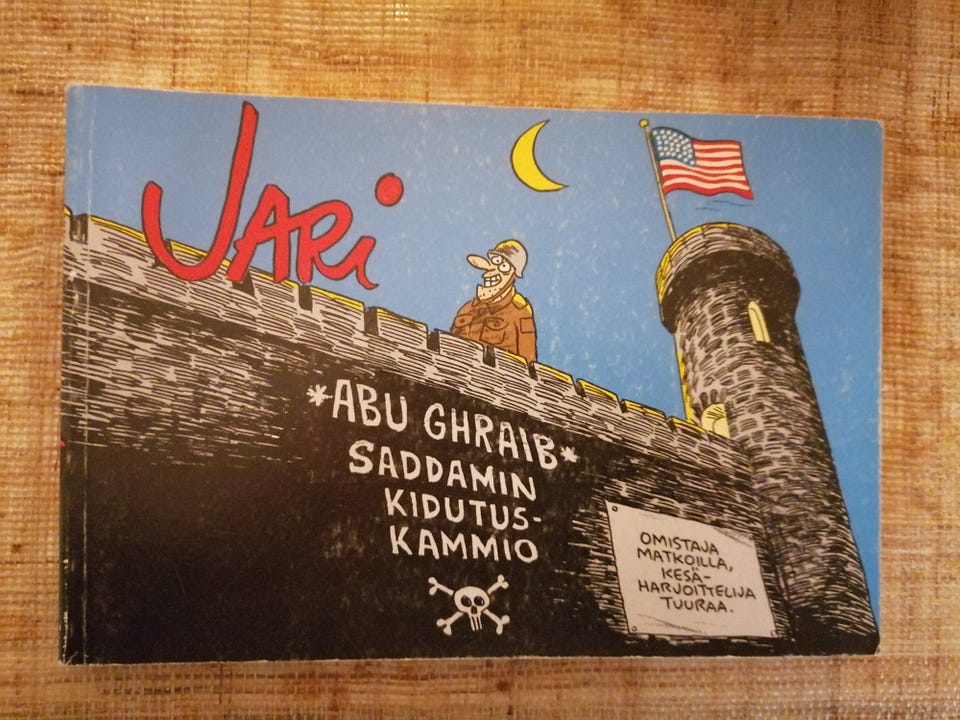 JARi
*ABU GHRAIB*
SADDAMIN
KIDUTUS-
KAMMIO
OMISTAJA
MATKOILLA,
KESÄ-
HARJOITTELIJA
TUURAA.